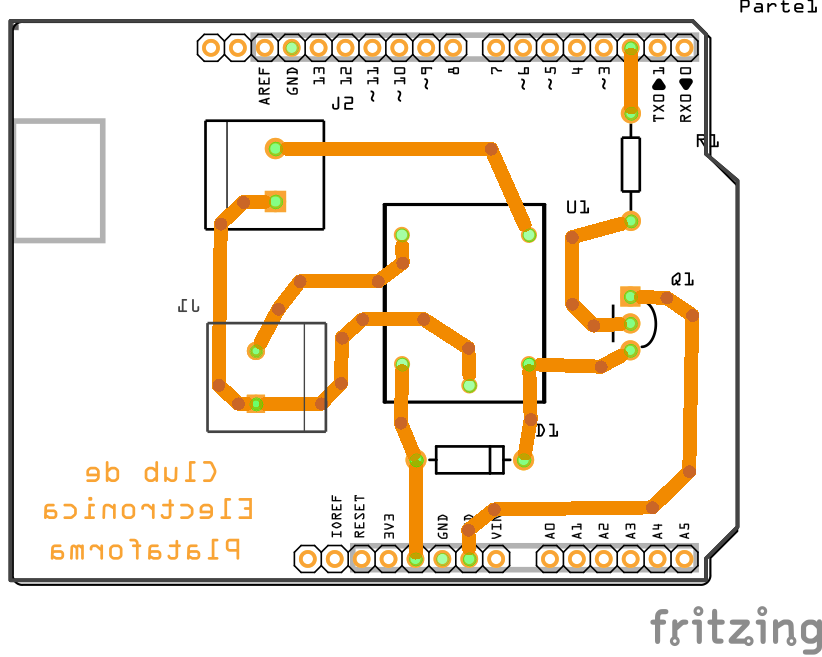 Parte1
AREF
GND
13
12
~11
~10
~9
8
7
~6
~5
4
~3
TX0▶1
RX0◀0
J2
R1
U1
Q1
J1
D1
Club de
Electronica
Plataforma
IOREF
RESET
3V3
GND
D
VIN
A0
A1
A2
A3
A4
A5
fritzing